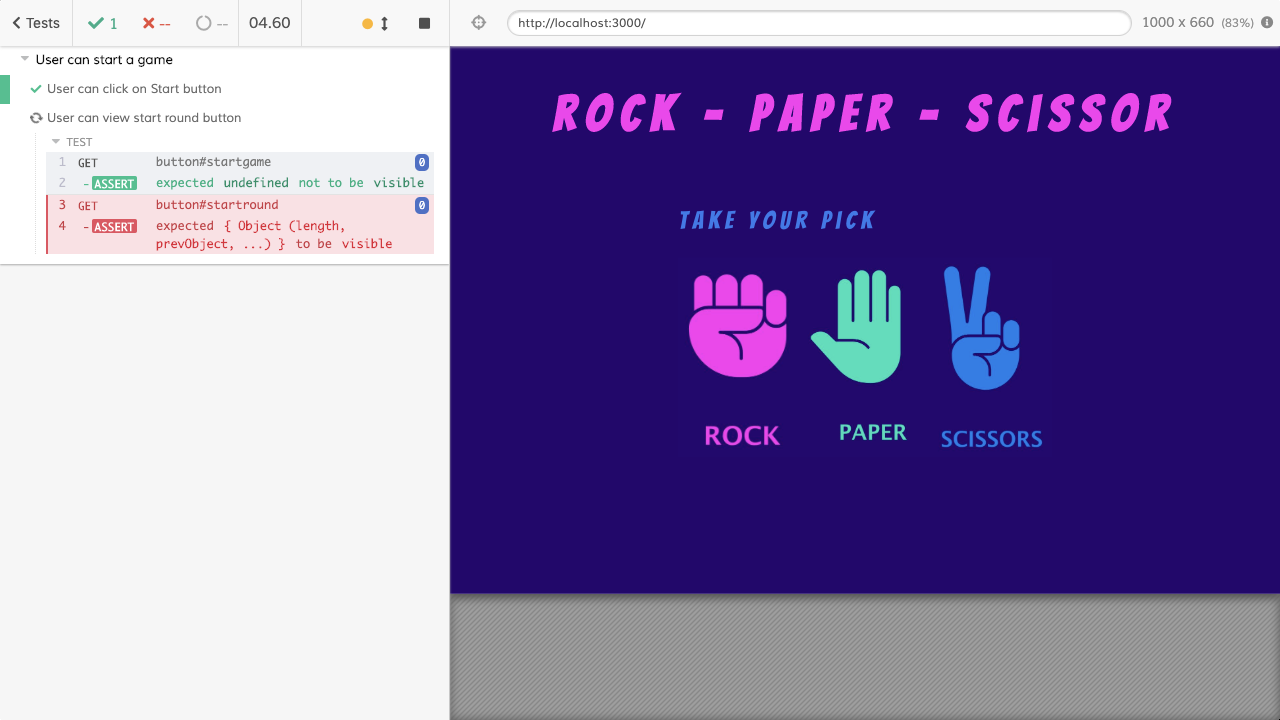 Tests 1 -- -- 04.60
http://localhost:3000/ 1000 x 660 (83%)
User can start a game
User can click on Start button
User can view start round button
TEST
1 GET button#startgame 0
2 -ASSERT expected undefined not to be visible
3 GET button#startround 0
4 -ASSERT expected { Object (length,
prevObject, ...) } to be visible
ROCK - PAPER - SCISSOR
TAKE YOUR PICK
ROCK PAPER SCISSORS